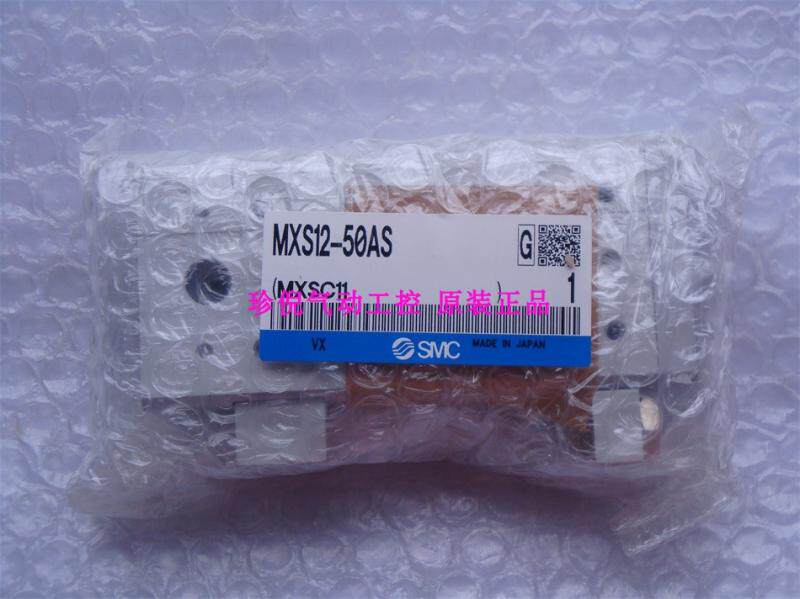 MXS12-50AS
G
(MXSC11 )
1
珍悦气动工控 原装正品
VX
SMC
MADE IN JAPAN